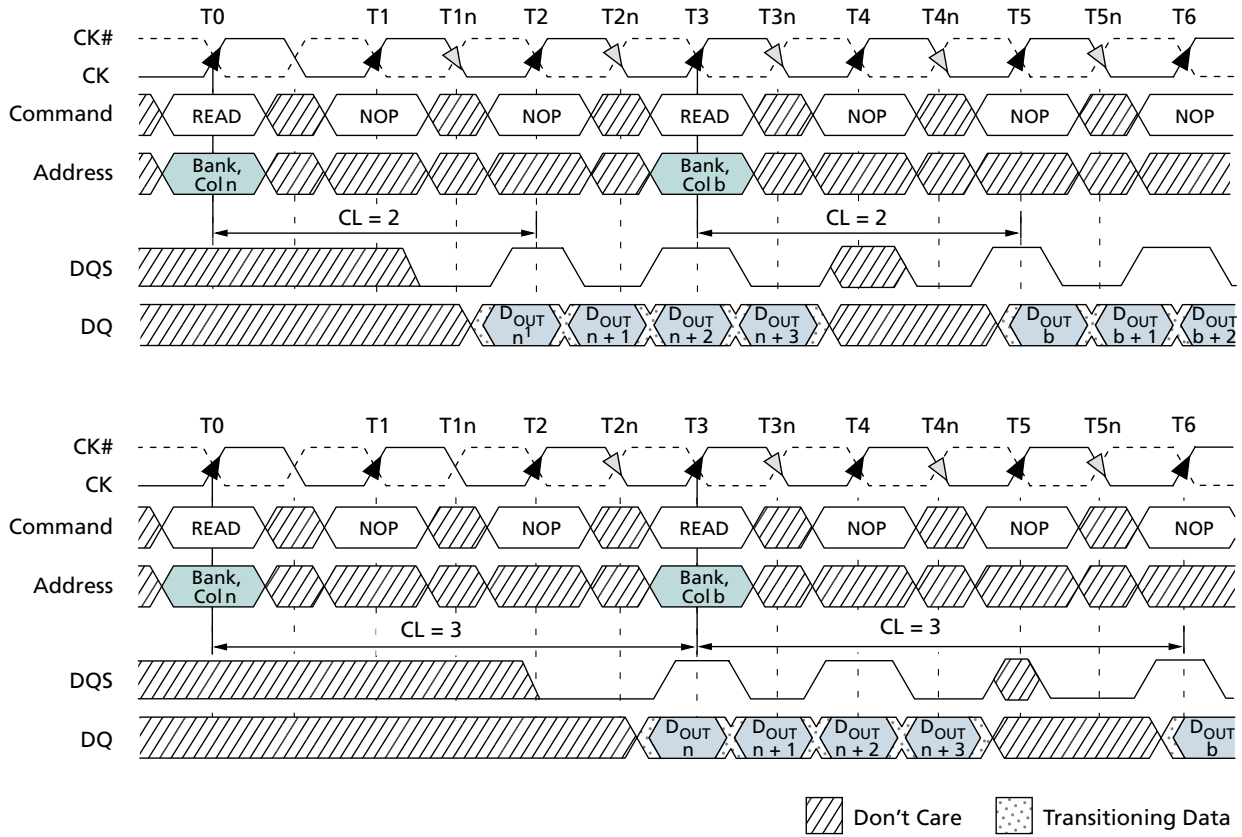 T0 T1 T1n T2 T2n T3 T3n T4 T4n T5 T5n T6
CK#
CK
Command READ NOP NOP READ NOP NOP NOP
Address Bank, Col n Bank, Col b
CL = 2 CL = 2
DQS
DQ DOUT n1 DOUT n + 1 DOUT n + 2 DOUT n + 3 DOUT b DOUT b + 1 DOUT b + 2
T0 T1 T1n T2 T2n T3 T3n T4 T4n T5 T5n T6
CK#
CK
Command READ NOP NOP READ NOP NOP NOP
Address Bank, Col n Bank, Col b
CL = 3 CL = 3
DQS
DQ DOUT n DOUT n + 1 DOUT n + 2 DOUT n + 3 DOUT b
Don't Care Transitioning Data